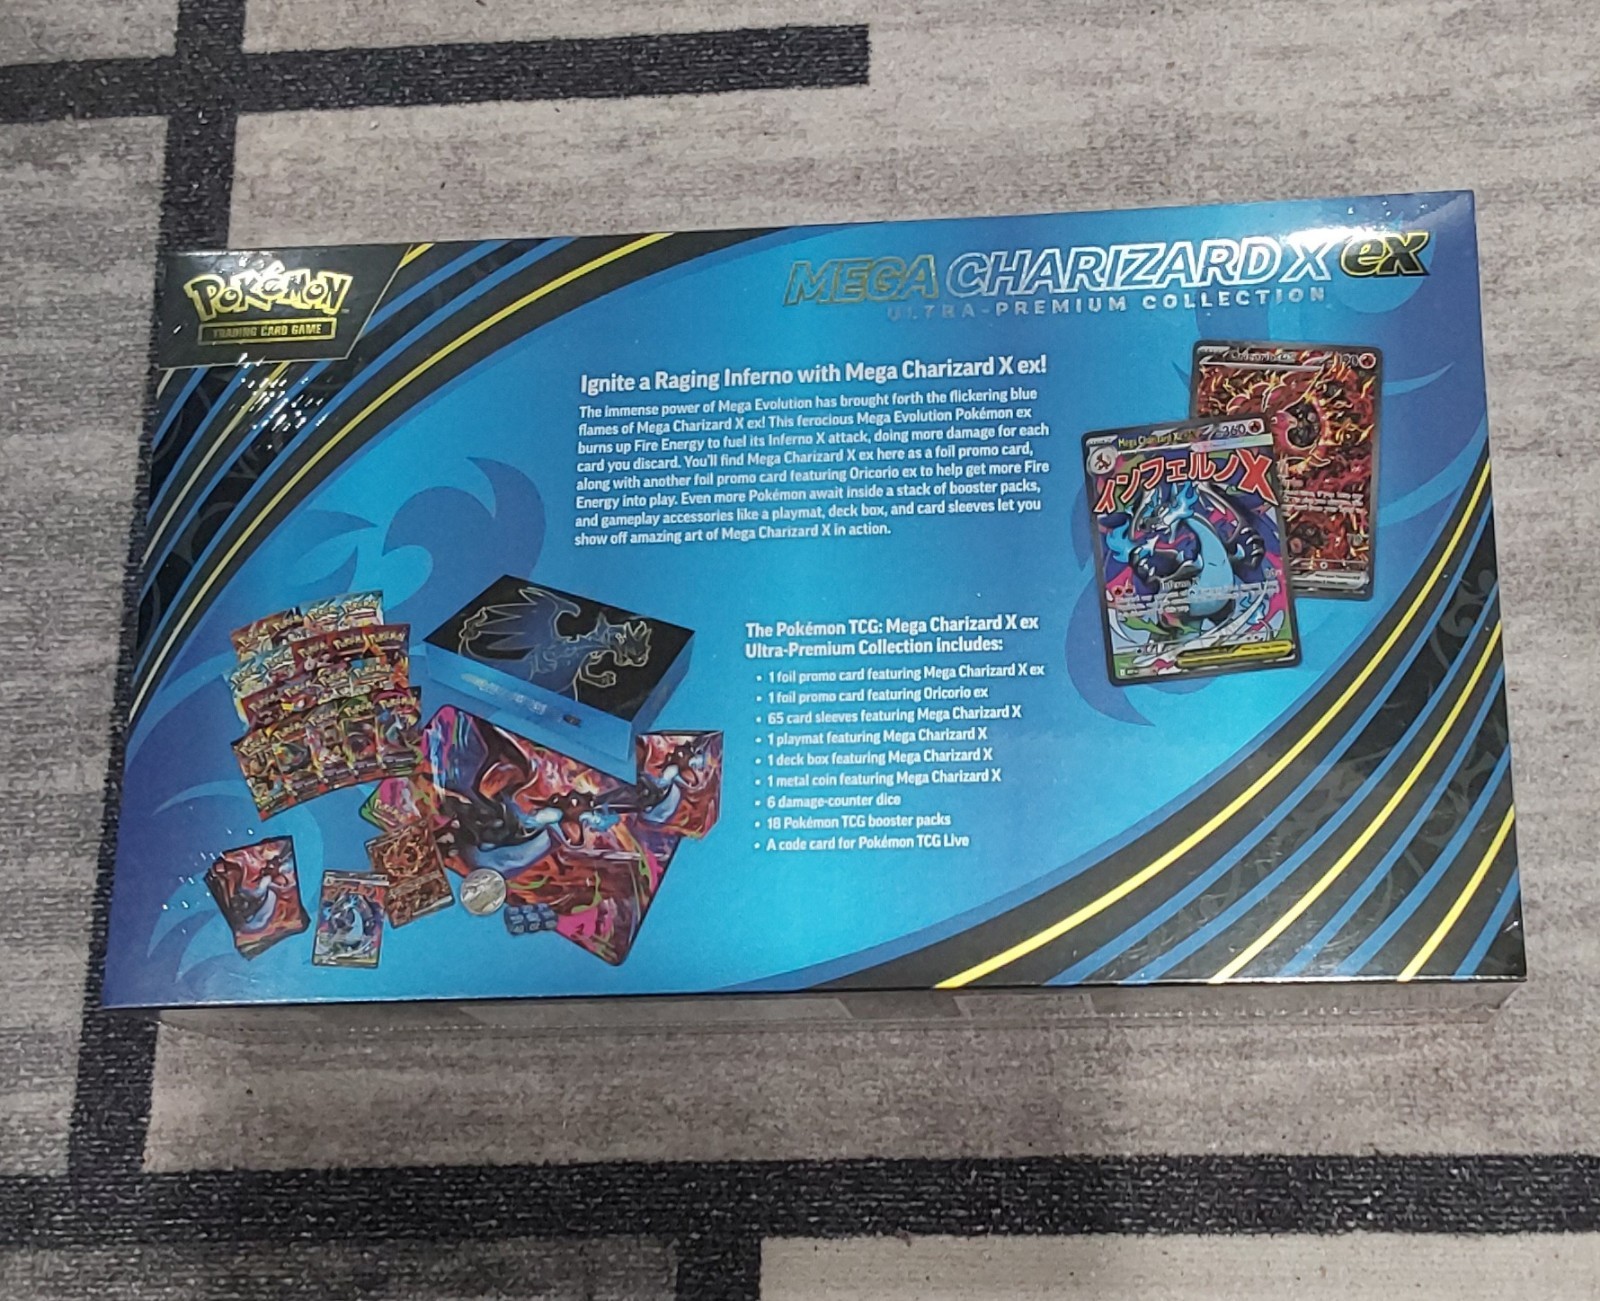 POKéMON
TRADING CARD GAME
MEGA CHARIZARD X ex
ULTRA-PREMIUM COLLECTION
Ignite a Raging Inferno with Mega Charizard X ex!
The immense power of Mega Evolution has brought forth the flickering blue
flames of Mega Charizard X ex! This ferocious Mega Evolution Pokémon ex
burns up Fire Energy to fuel its Inferno X attack, doing more damage for each
card you discard. You'll find Mega Charizard X ex here as a foil promo card,
along with another foil promo card featuring Oricorio ex to help get more Fire
Energy into play. Even more Pokémon await inside a stack of booster packs,
and gameplay accessories like a playmat, deck box, and card sleeves let you
show off amazing art of Mega Charizard X in action.
Mega Charizard X
360
インフェルノX
The Pokémon TCG: Mega Charizard X ex
Ultra-Premium Collection includes:
• 1 foil promo card featuring Mega Charizard X ex
• 1 foil promo card featuring Oricorio ex
• 65 card sleeves featuring Mega Charizard X
• 1 playmat featuring Mega Charizard X
• 1 deck box featuring Mega Charizard X
• 1 metal coin featuring Mega Charizard X
• 6 damage-counter dice
• 18 Pokémon TCG booster packs
• A code card for Pokémon TCG Live